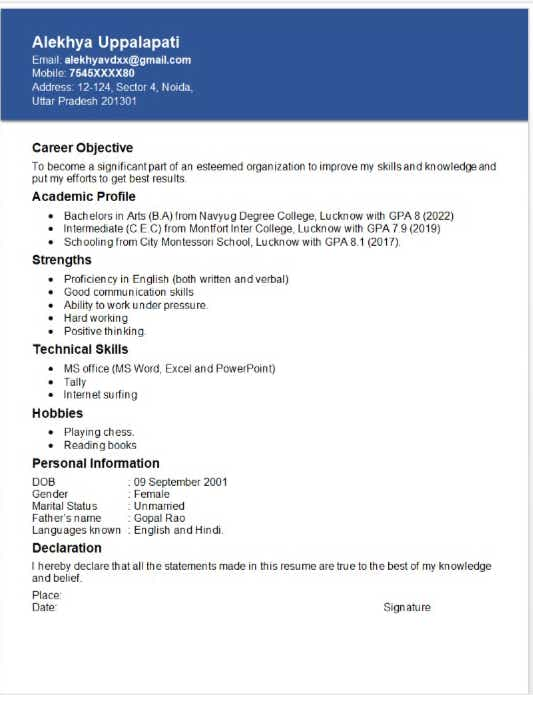 Alekhya Uppalapati
Email: alekhyavdxx@gmail.com
Mobile: 7545XXXX80
Address: 12-124, Sector 4, Noida,
Uttar Pradesh 201301
Career Objective
To become a significant part of an esteemed organization to improve my skills and knowledge and
put my efforts to get best results.
Academic Profile
• Bachelors in Arts (B.A) from Navyug Degree College, Lucknow with GPA 8 (2022)
• Intermediate (C.E.C) from Montfort Inter College, Lucknow with GPA 7.9 (2019)
• Schooling from City Montessori School, Lucknow with GPA 8.1 (2017).
Strengths
• Proficiency in English (both written and verbal)
• Good communication skills
• Ability to work under pressure.
• Hard working
• Positive thinking.
Technical Skills
• MS office (MS Word, Excel and PowerPoint)
• Tally
• Internet surfing
Hobbies
• Playing chess.
• Reading books
Personal Information
DOB : 09 September 2001
Gender : Female
Marital Status : Unmarried
Father's name : Gopal Rao
Languages known : English and Hindi.
Declaration
I hereby declare that all the statements made in this resume are true to the best of my knowledge
and belief.
Place:
Date: Signature